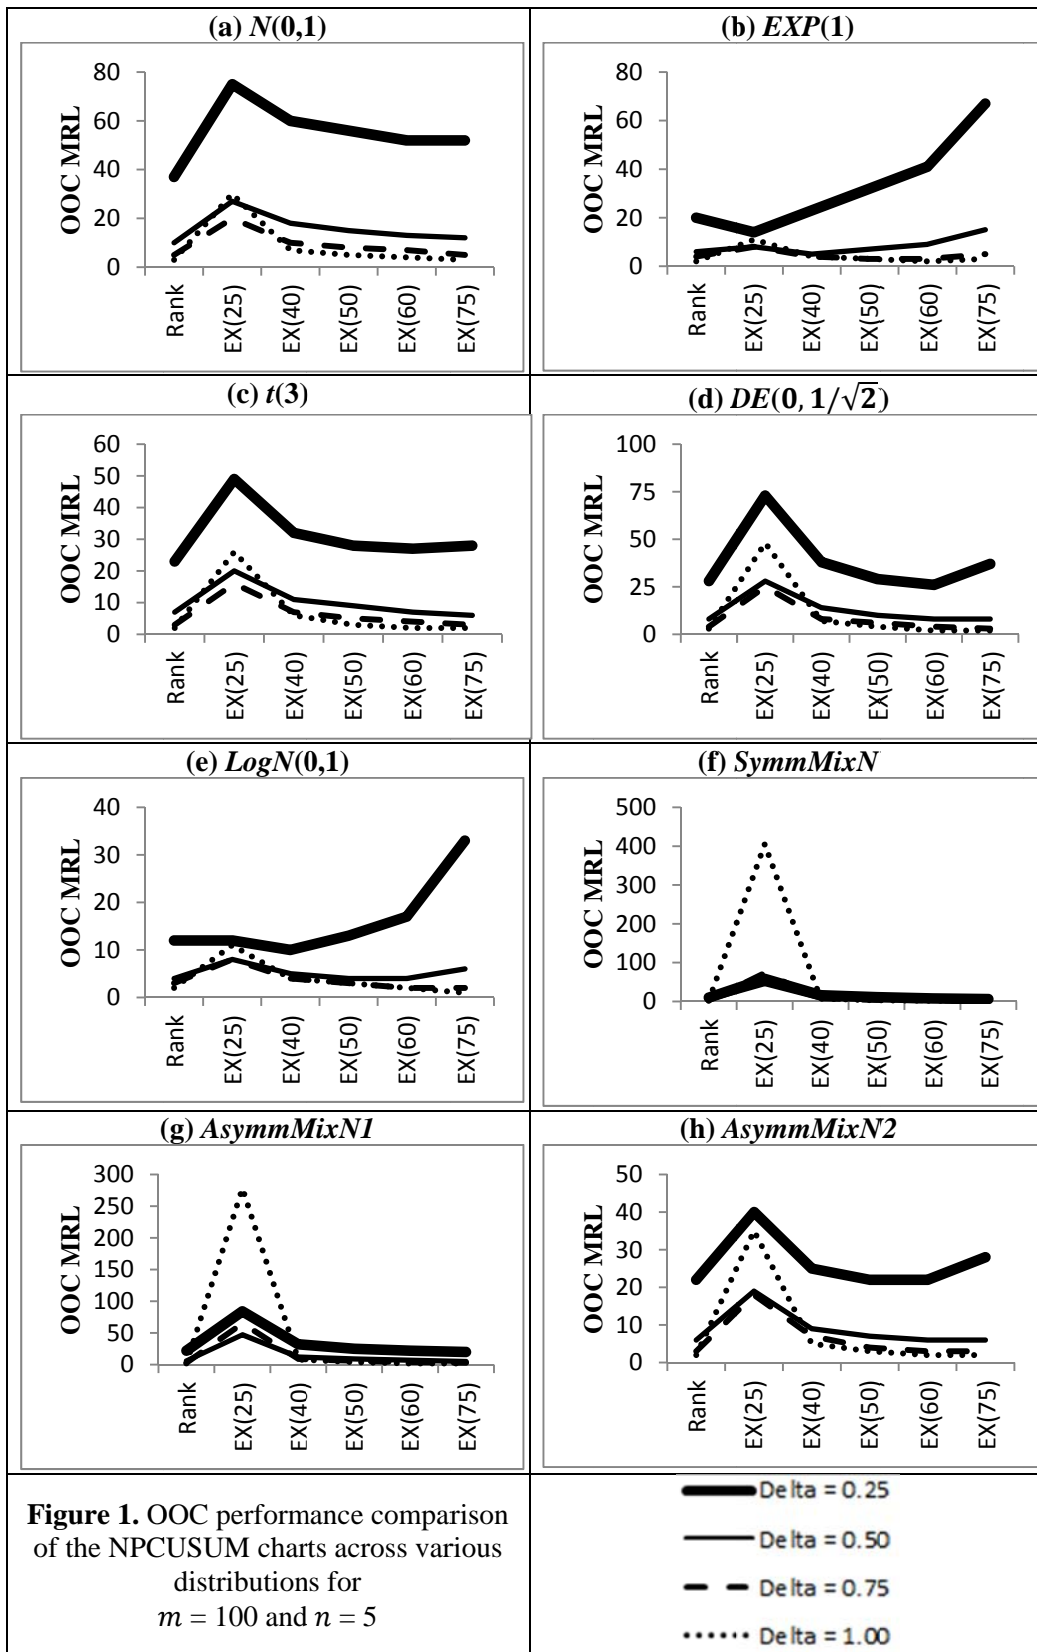 (a) N(0,1)
OOC MRL
80
60
40
20
0
Rank
EX(25)
EX(40)
EX(50)
EX(60)
EX(75)
(b) EXP(1)
OOC MRL
80
60
40
20
0
Rank
EX(25)
EX(40)
EX(50)
EX(60)
EX(75)
(c) t(3)
OOC MRL
60
50
40
30
20
10
0
Rank
EX(25)
EX(40)
EX(50)
EX(60)
EX(75)
(d) DE(0, 1/√2)
OOC MRL
100
75
50
25
0
Rank
EX(25)
EX(40)
EX(50)
EX(60)
EX(75)
(e) LogN(0,1)
OOC MRL
40
30
20
10
0
Rank
EX(25)
EX(40)
EX(50)
EX(60)
EX(75)
(f) SymmMixN
OOC MRL
500
400
300
200
100
0
Rank
EX(25)
EX(40)
EX(50)
EX(60)
EX(75)
(g) AsymmMixN1
OOC MRL
300
250
200
150
100
50
0
Rank
EX(25)
EX(40)
EX(50)
EX(60)
EX(75)
(h) AsymmMixN2
OOC MRL
50
40
30
20
10
0
Rank
EX(25)
EX(40)
EX(50)
EX(60)
EX(75)
Figure 1. OOC performance comparison
of the NPCUSUM charts across various
distributions for
m = 100 and n = 5
Delta = 0.25
Delta = 0.50
Delta = 0.75
Delta = 1.00